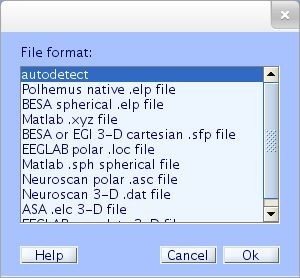 File format:
autodetect
Polhemus native .elp file
BESA spherical .elp file
Matlab .xyz file
BESA or EGI 3-D cartesian .sfp file
EEGLAB polar .loc file
Matlab .sph spherical file
Neuroscan polar .asc file
Neuroscan 3-D .dat file
ASA .elc 3-D file
Help
Cancel
Ok